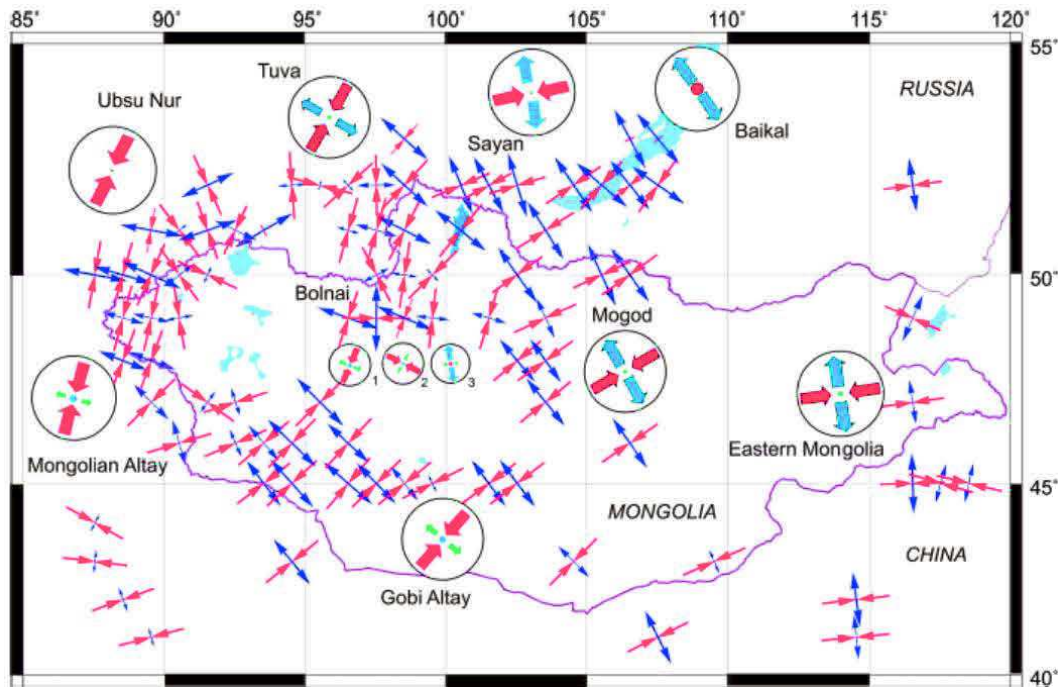 85° 90° 95° 100° 105° 110° 115° 120°
55°
Tuva
Ubsu Nur
Sayan
Baikal
RUSSIA
50°
Bolnai
Mogod
1 2 3
Mongolian Altay
Eastern Mongolia
45°
MONGOLIA
CHINA
Gobi Altay
40°